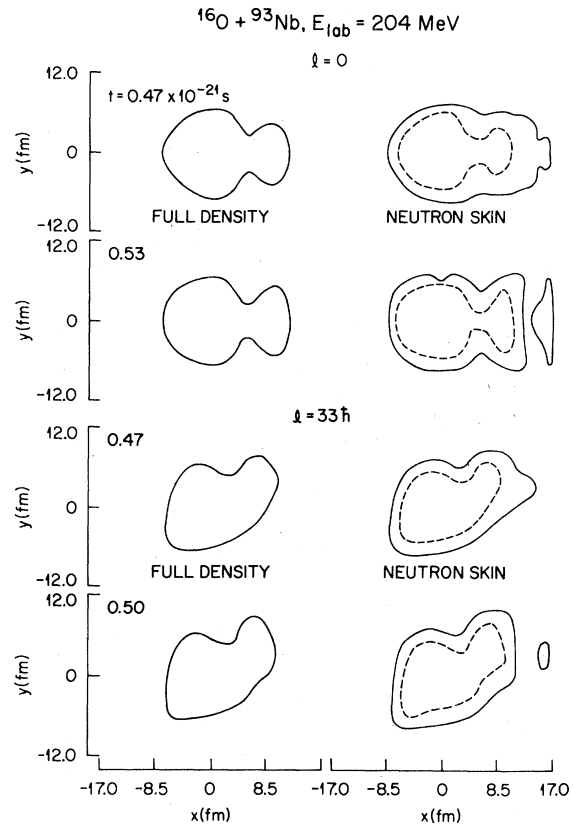 ¹⁶O + ⁹³Nb, E_lab = 204 MeV
ℓ = 0
12.0
t = 0.47 x 10⁻²¹ s
y(fm)
0
-12.0
FULL DENSITY
NEUTRON SKIN
12.0
0.53
y(fm)
0
-12.0
ℓ = 33ħ
12.0
0.47
y(fm)
0
-12.0
FULL DENSITY
NEUTRON SKIN
12.0
0.50
y(fm)
0
-12.0
-17.0 -8.5 0 8.5 -17.0 -8.5 0 8.5 17.0
x(fm) x(fm)